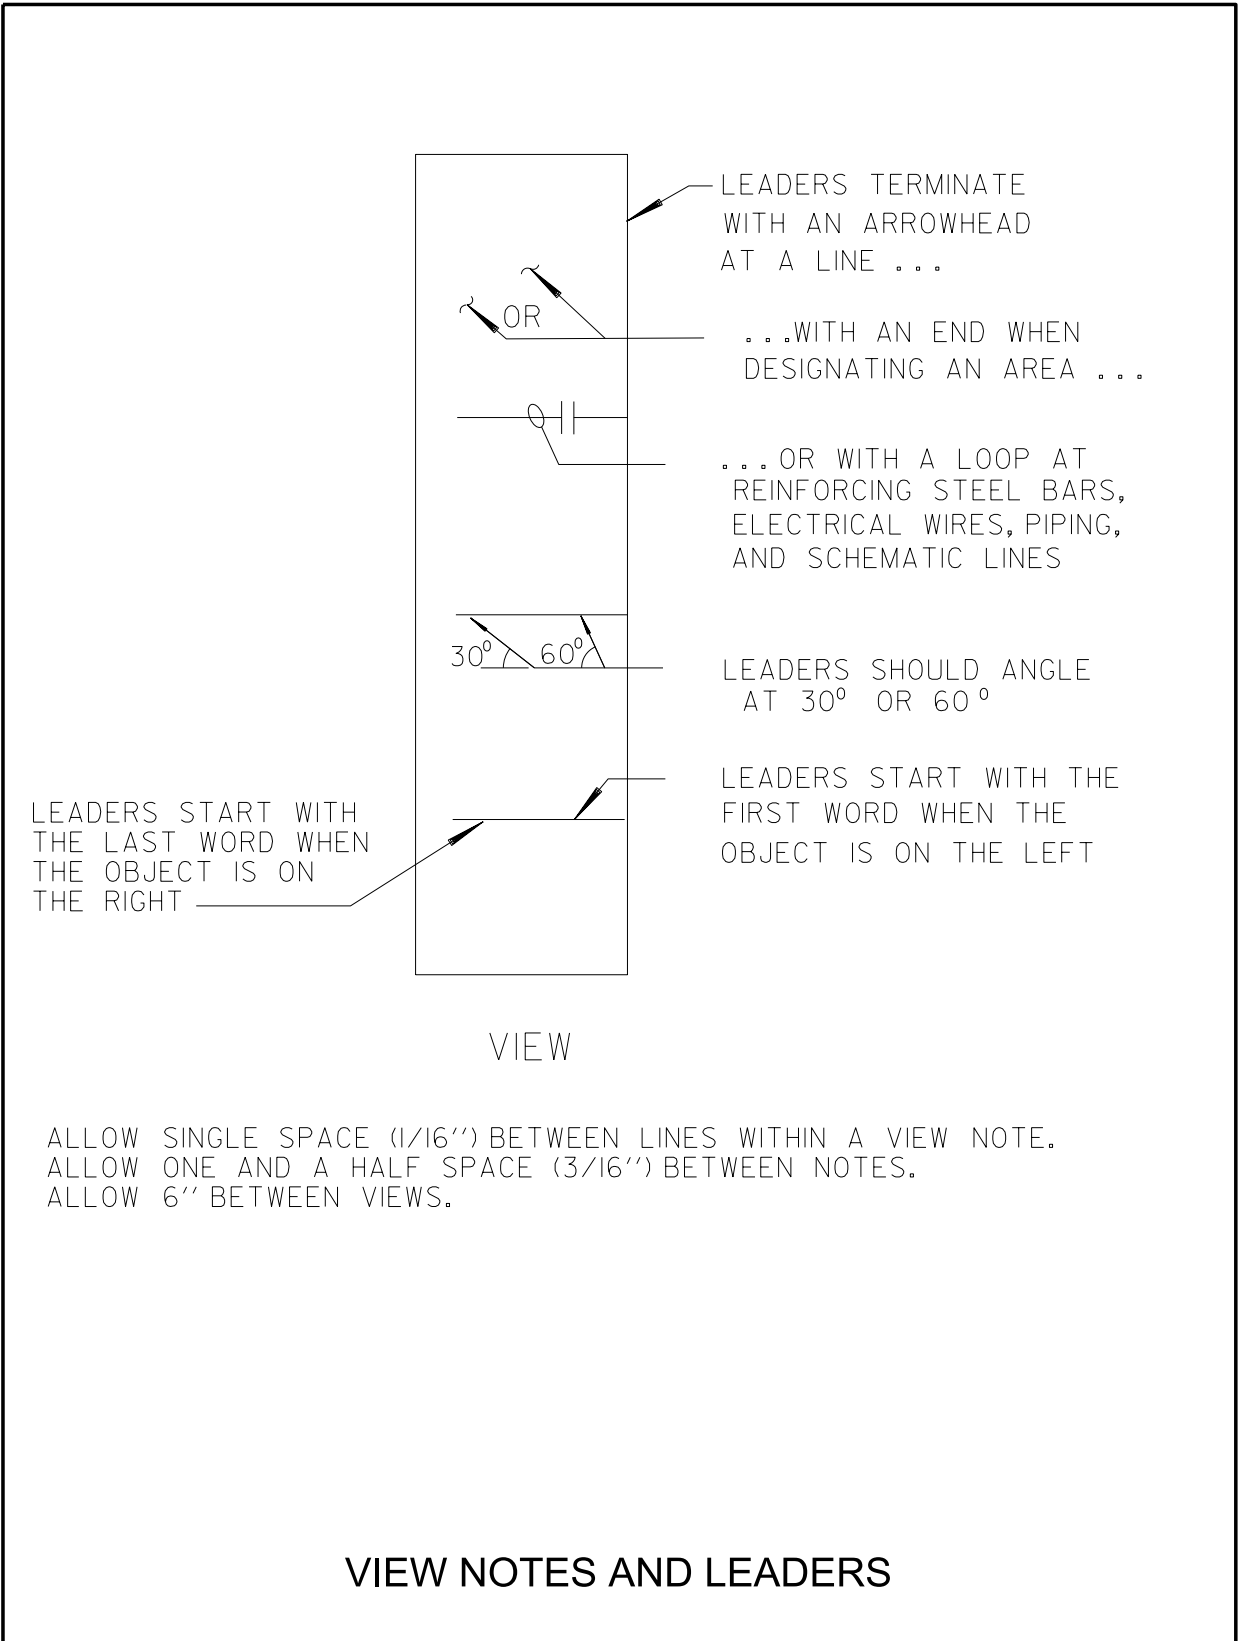 LEADERS TERMINATE
WITH AN ARROWHEAD
AT A LINE ...
OR
...WITH AN END WHEN
DESIGNATING AN AREA ...
...OR WITH A LOOP AT
REINFORCING STEEL BARS,
ELECTRICAL WIRES, PIPING,
AND SCHEMATIC LINES
30° 60°
LEADERS SHOULD ANGLE
AT 30° OR 60°
LEADERS START WITH THE
FIRST WORD WHEN THE
OBJECT IS ON THE LEFT
LEADERS START WITH
THE LAST WORD WHEN
THE OBJECT IS ON
THE RIGHT
VIEW
ALLOW SINGLE SPACE (1/16'') BETWEEN LINES WITHIN A VIEW NOTE.
ALLOW ONE AND A HALF SPACE (3/16'') BETWEEN NOTES.
ALLOW 6'' BETWEEN VIEWS.
VIEW NOTES AND LEADERS